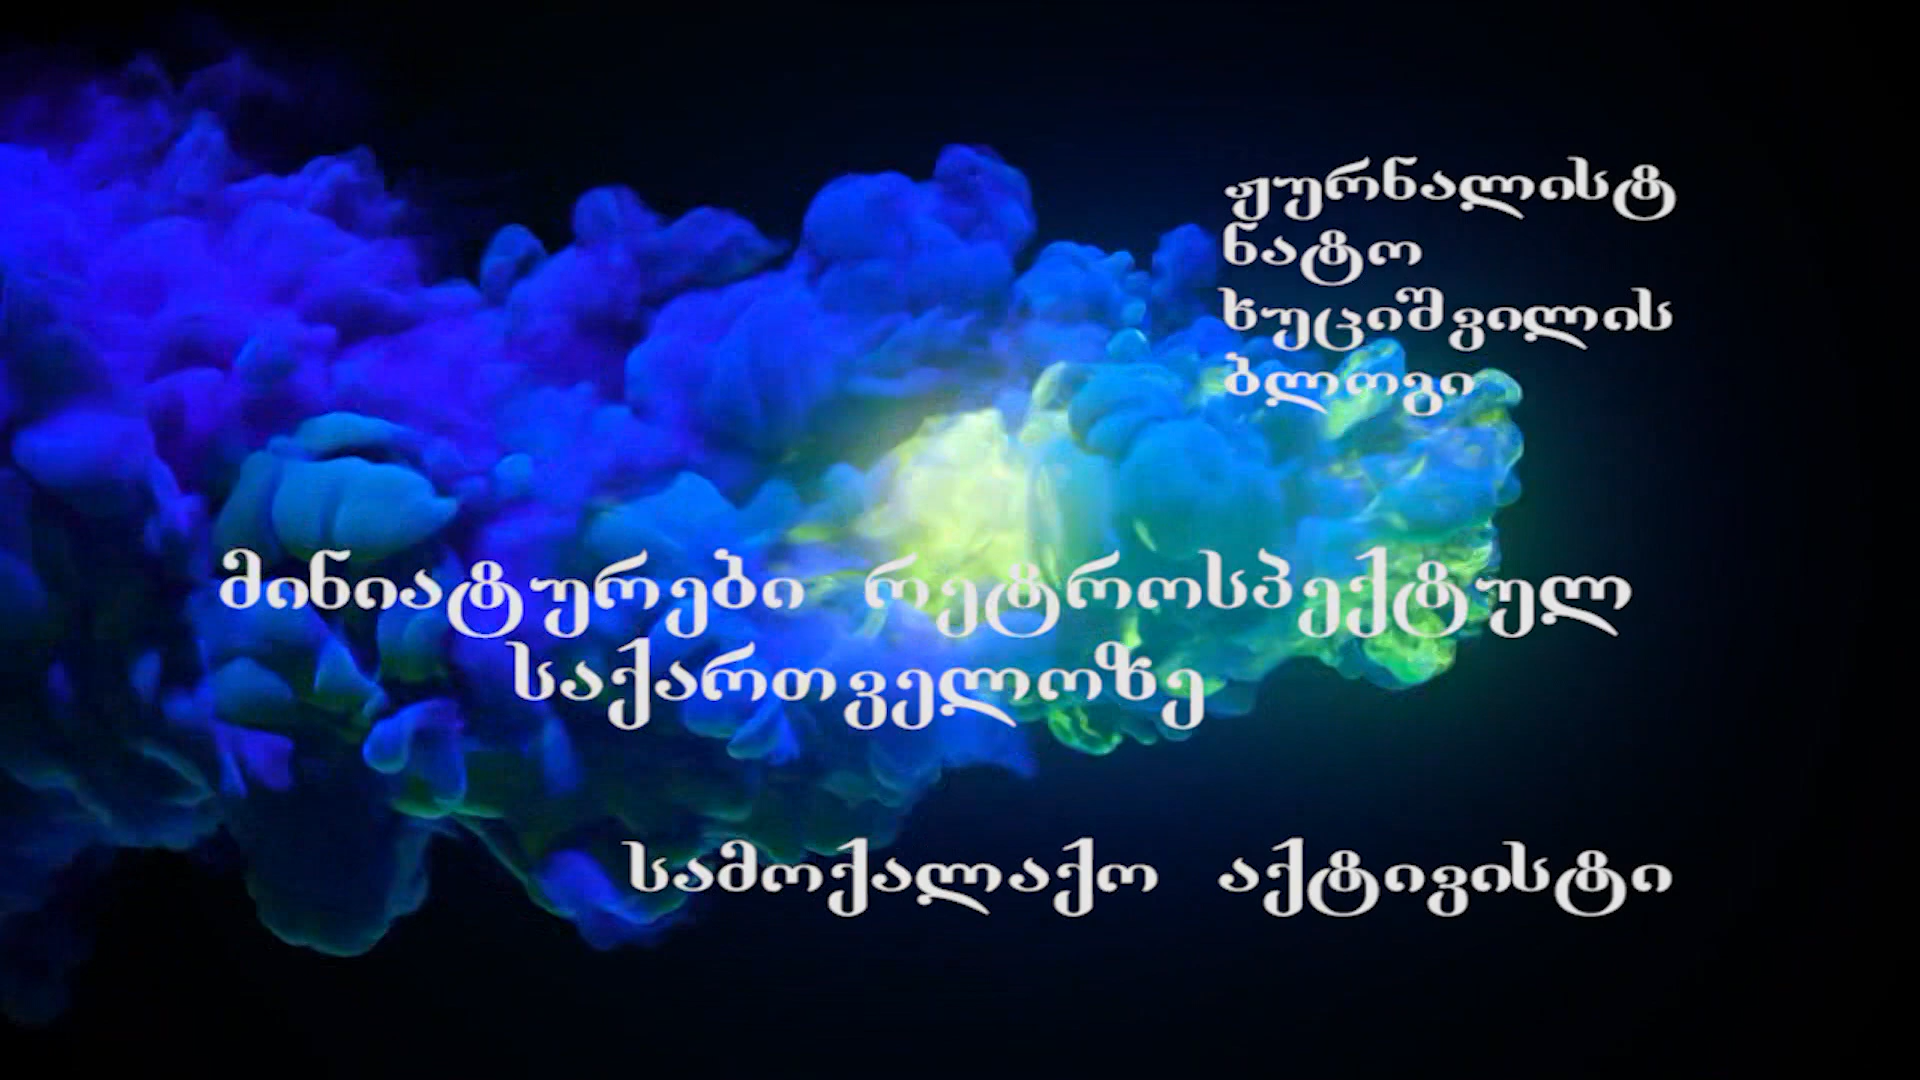 ჟურნალისტ
ნატო
ხუციშვილის
ბლოგი
მინიატურები რეტროსპექტულ
საქართველოზე
სამოქალაქო აქტივისტი